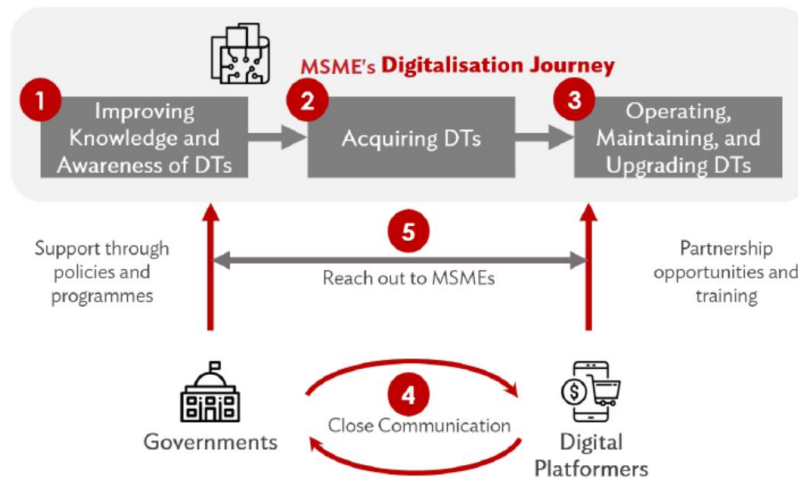 MSME's Digitalisation Journey
1
Improving
Knowledge and
Awareness of DTs
2
Acquiring DTs
3
Operating,
Maintaining, and
Upgrading DTs
Support through
policies and
programmes
5
Reach out to MSMEs
Partnership
opportunities and
training
Governments
4
Close Communication
$
Digital
Platformers